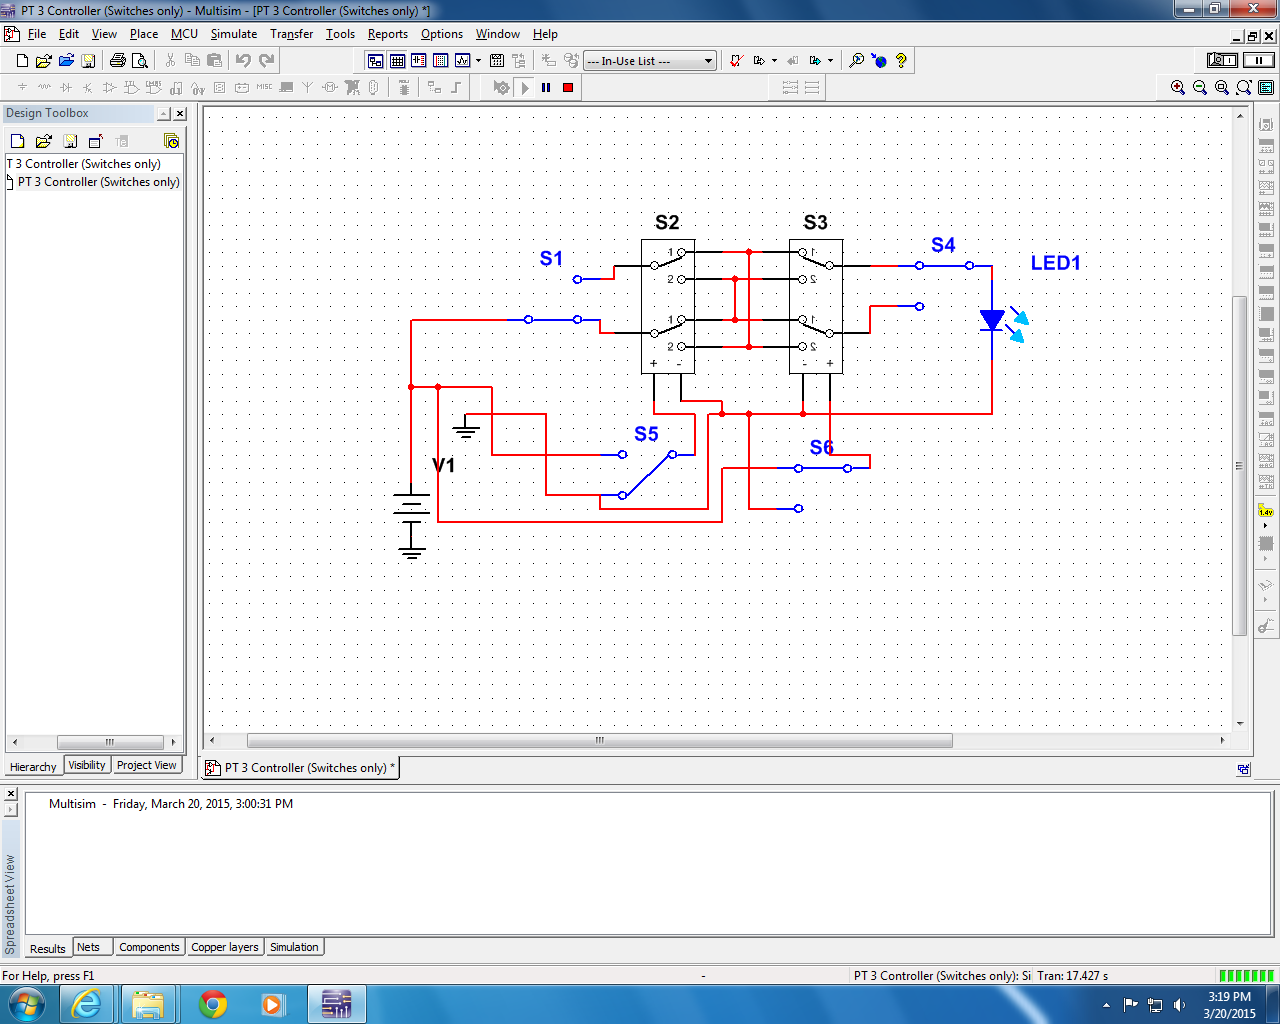 PT 3 Controller (Switches only) - Multisim - [PT 3 Controller (Switches only) *]
File Edit View Place MCU Simulate Transfer Tools Reports Options Window Help
--- In-Use List ---
MISC
Design Toolbox
T 3 Controller (Switches only)
PT 3 Controller (Switches only)
S2 S3
S1 S4 LED1
1 1
2 2
1 1
2 2
+ - - +
S5 S6
V1
1.4v
Hierarchy Visibility Project View
PT 3 Controller (Switches only) *
Multisim - Friday, March 20, 2015, 3:00:31 PM
Spreadsheet View
Results Nets Components Copper layers Simulation
For Help, press F1 - PT 3 Controller (Switches only): Si Tran: 17.427 s
3:19 PM
3/20/2015